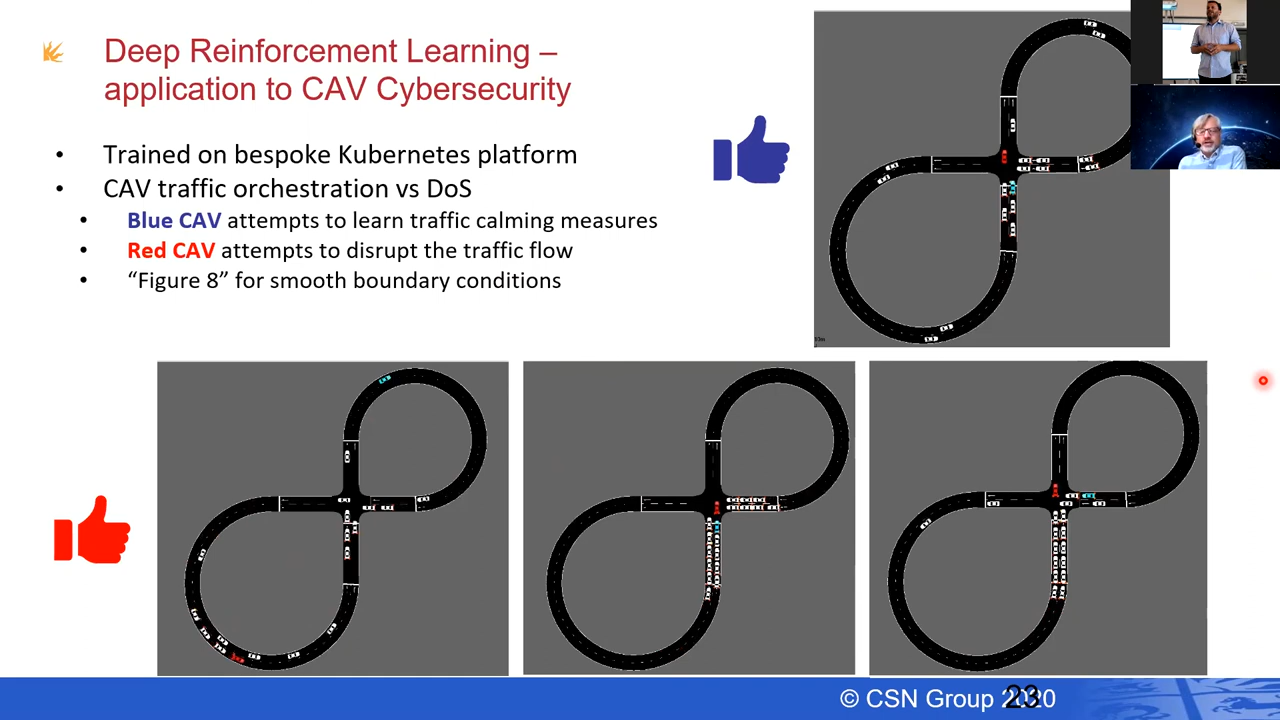 Deep Reinforcement Learning –
application to CAV Cybersecurity
• Trained on bespoke Kubernetes platform
• CAV traffic orchestration vs DoS
• Blue CAV attempts to learn traffic calming measures
• Red CAV attempts to disrupt the traffic flow
• “Figure 8” for smooth boundary conditions
© CSN Group 2020
23